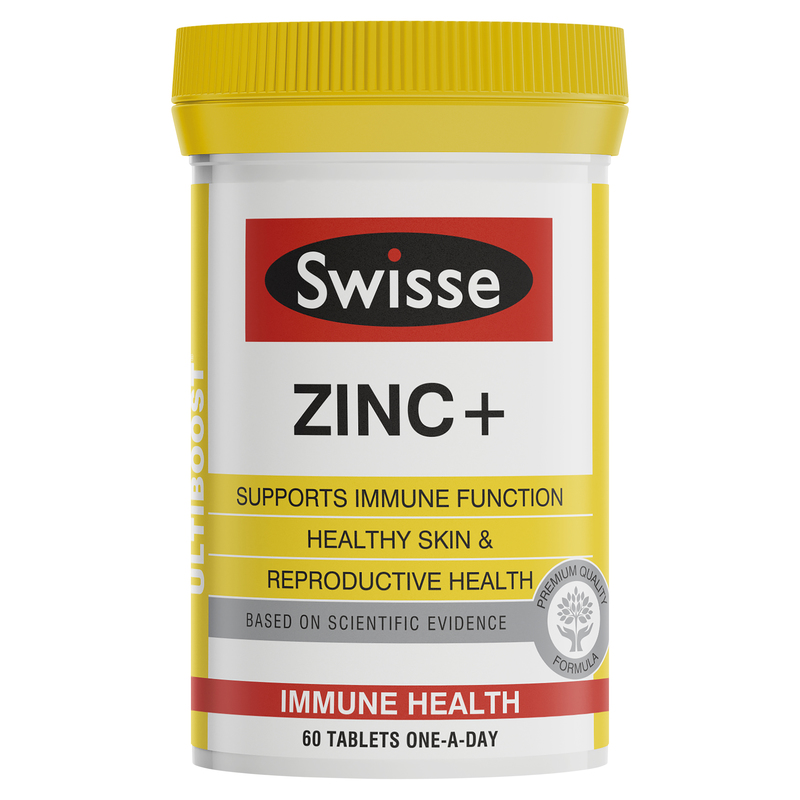 Swisse
ZINC+
SUPPORTS IMMUNE FUNCTION
HEALTHY SKIN &
REPRODUCTIVE HEALTH
BASED ON SCIENTIFIC EVIDENCE
PREMIUM QUALITY
FORMULA
IMMUNE HEALTH
60 TABLETS ONE-A-DAY
ULTIBOOST